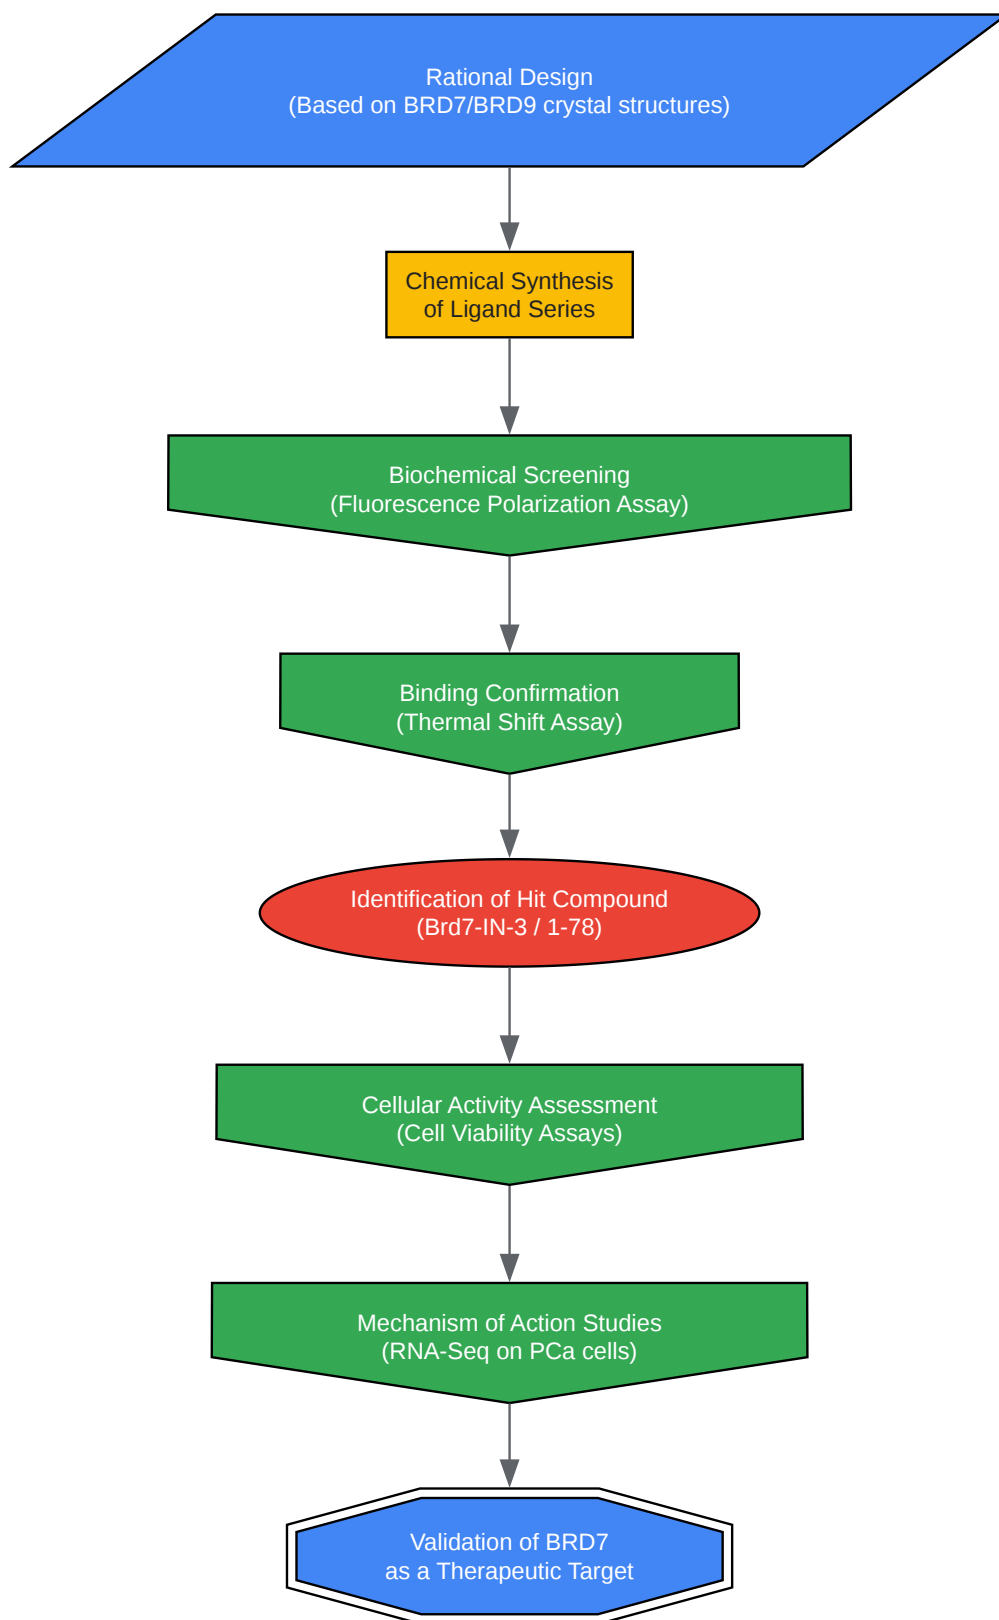 Rational Design
(Based on BRD7/BRD9 crystal structures)
Chemical Synthesis
of Ligand Series
Biochemical Screening
(Fluorescence Polarization Assay)
Binding Confirmation
(Thermal Shift Assay)
Identification of Hit Compound
(Brd7-IN-3 / 1-78)
Cellular Activity Assessment
(Cell Viability Assays)
Mechanism of Action Studies
(RNA-Seq on PCa cells)
Validation of BRD7
as a Therapeutic Target